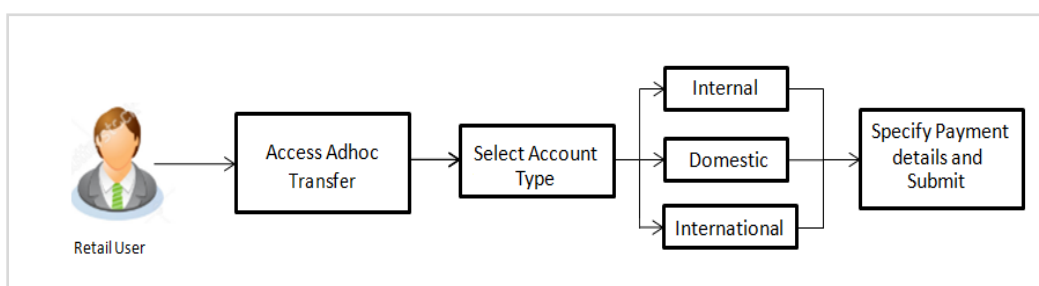 Retail User
Access Adhoc
Transfer
Select Account
Type
Internal
Domestic
International
Specify Payment
details and
Submit